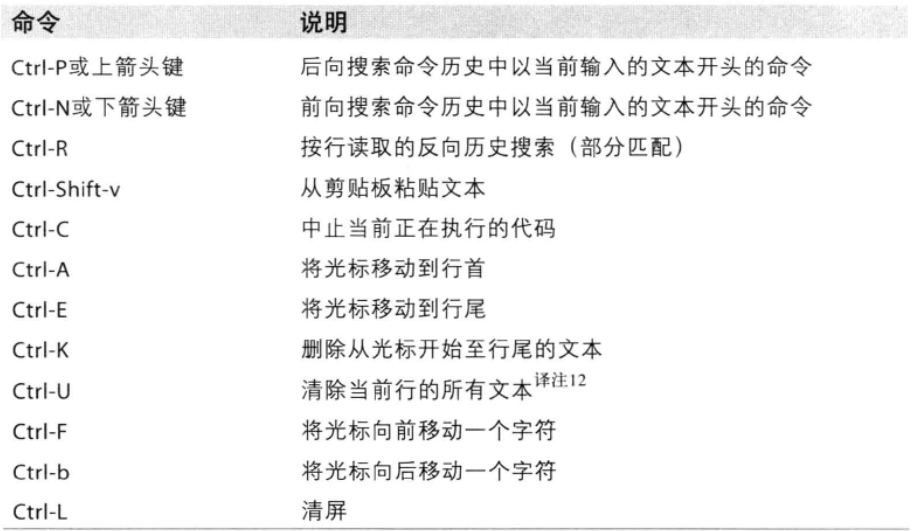 命令 说明
Ctrl-P或上箭头键 后向搜索命令历史中以当前输入的文本开头的命令
Ctrl-N或下箭头键 前向搜索命令历史中以当前输入的文本开头的命令
Ctrl-R 按行读取的反向历史搜索（部分匹配）
Ctrl-Shift-v 从剪贴板粘贴文本
Ctrl-C 中止当前正在执行的代码
Ctrl-A 将光标移动到行首
Ctrl-E 将光标移动到行尾
Ctrl-K 删除从光标开始至行尾的文本
Ctrl-U 清除当前行的所有文本译注12
Ctrl-F 将光标向前移动一个字符
Ctrl-b 将光标向后移动一个字符
Ctrl-L 清屏